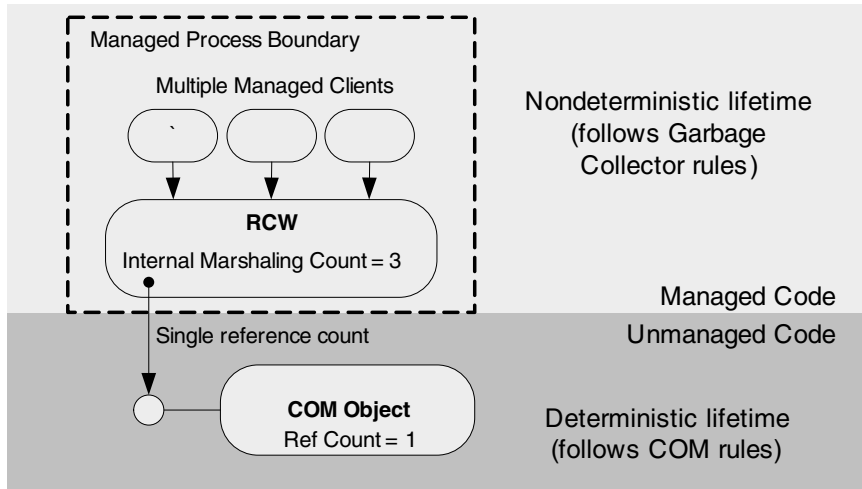 Managed Process Boundary
Multiple Managed Clients
`
RCW
Internal Marshaling Count = 3
Nondeterministic lifetime
(follows Garbage
Collector rules)
Managed Code
Unmanaged Code
Single reference count
COM Object
Ref Count = 1
Deterministic lifetime
(follows COM rules)